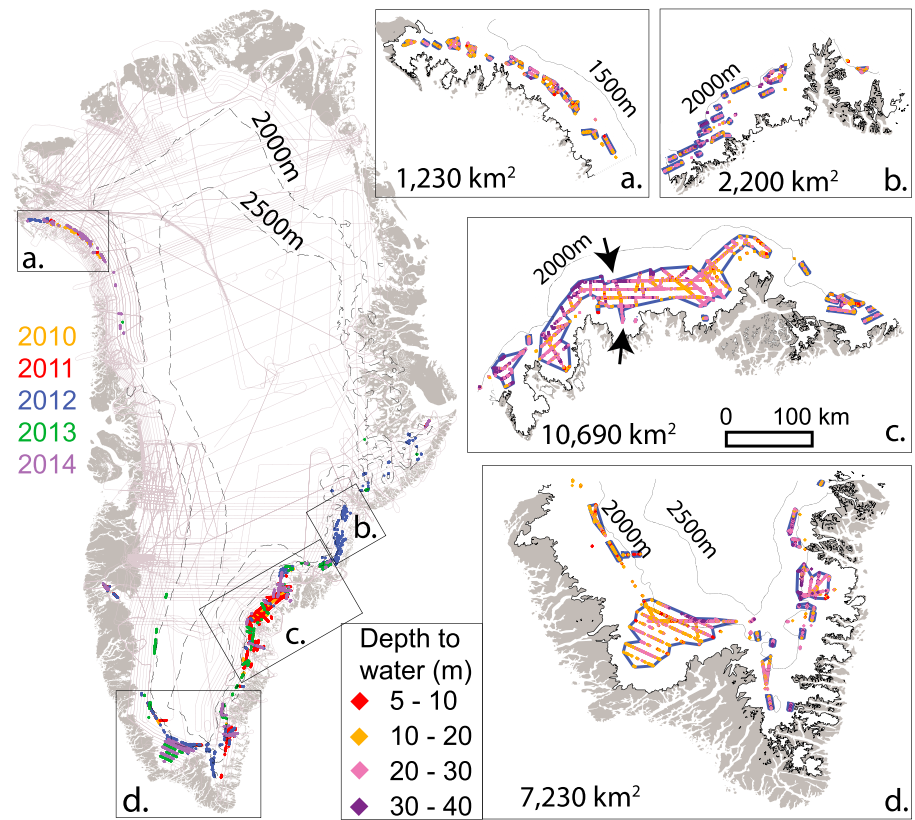 2000m
2500m
a.
2010
2011
2012
2013
2014
b.
c.
d.
Depth to
water (m)
5 - 10
10 - 20
20 - 30
30 - 40
1500m
1,230 km²
a.
2000m
2,200 km²
b.
2000m
0 100 km
10,690 km²
c.
2000m
2500m
7,230 km²
d.